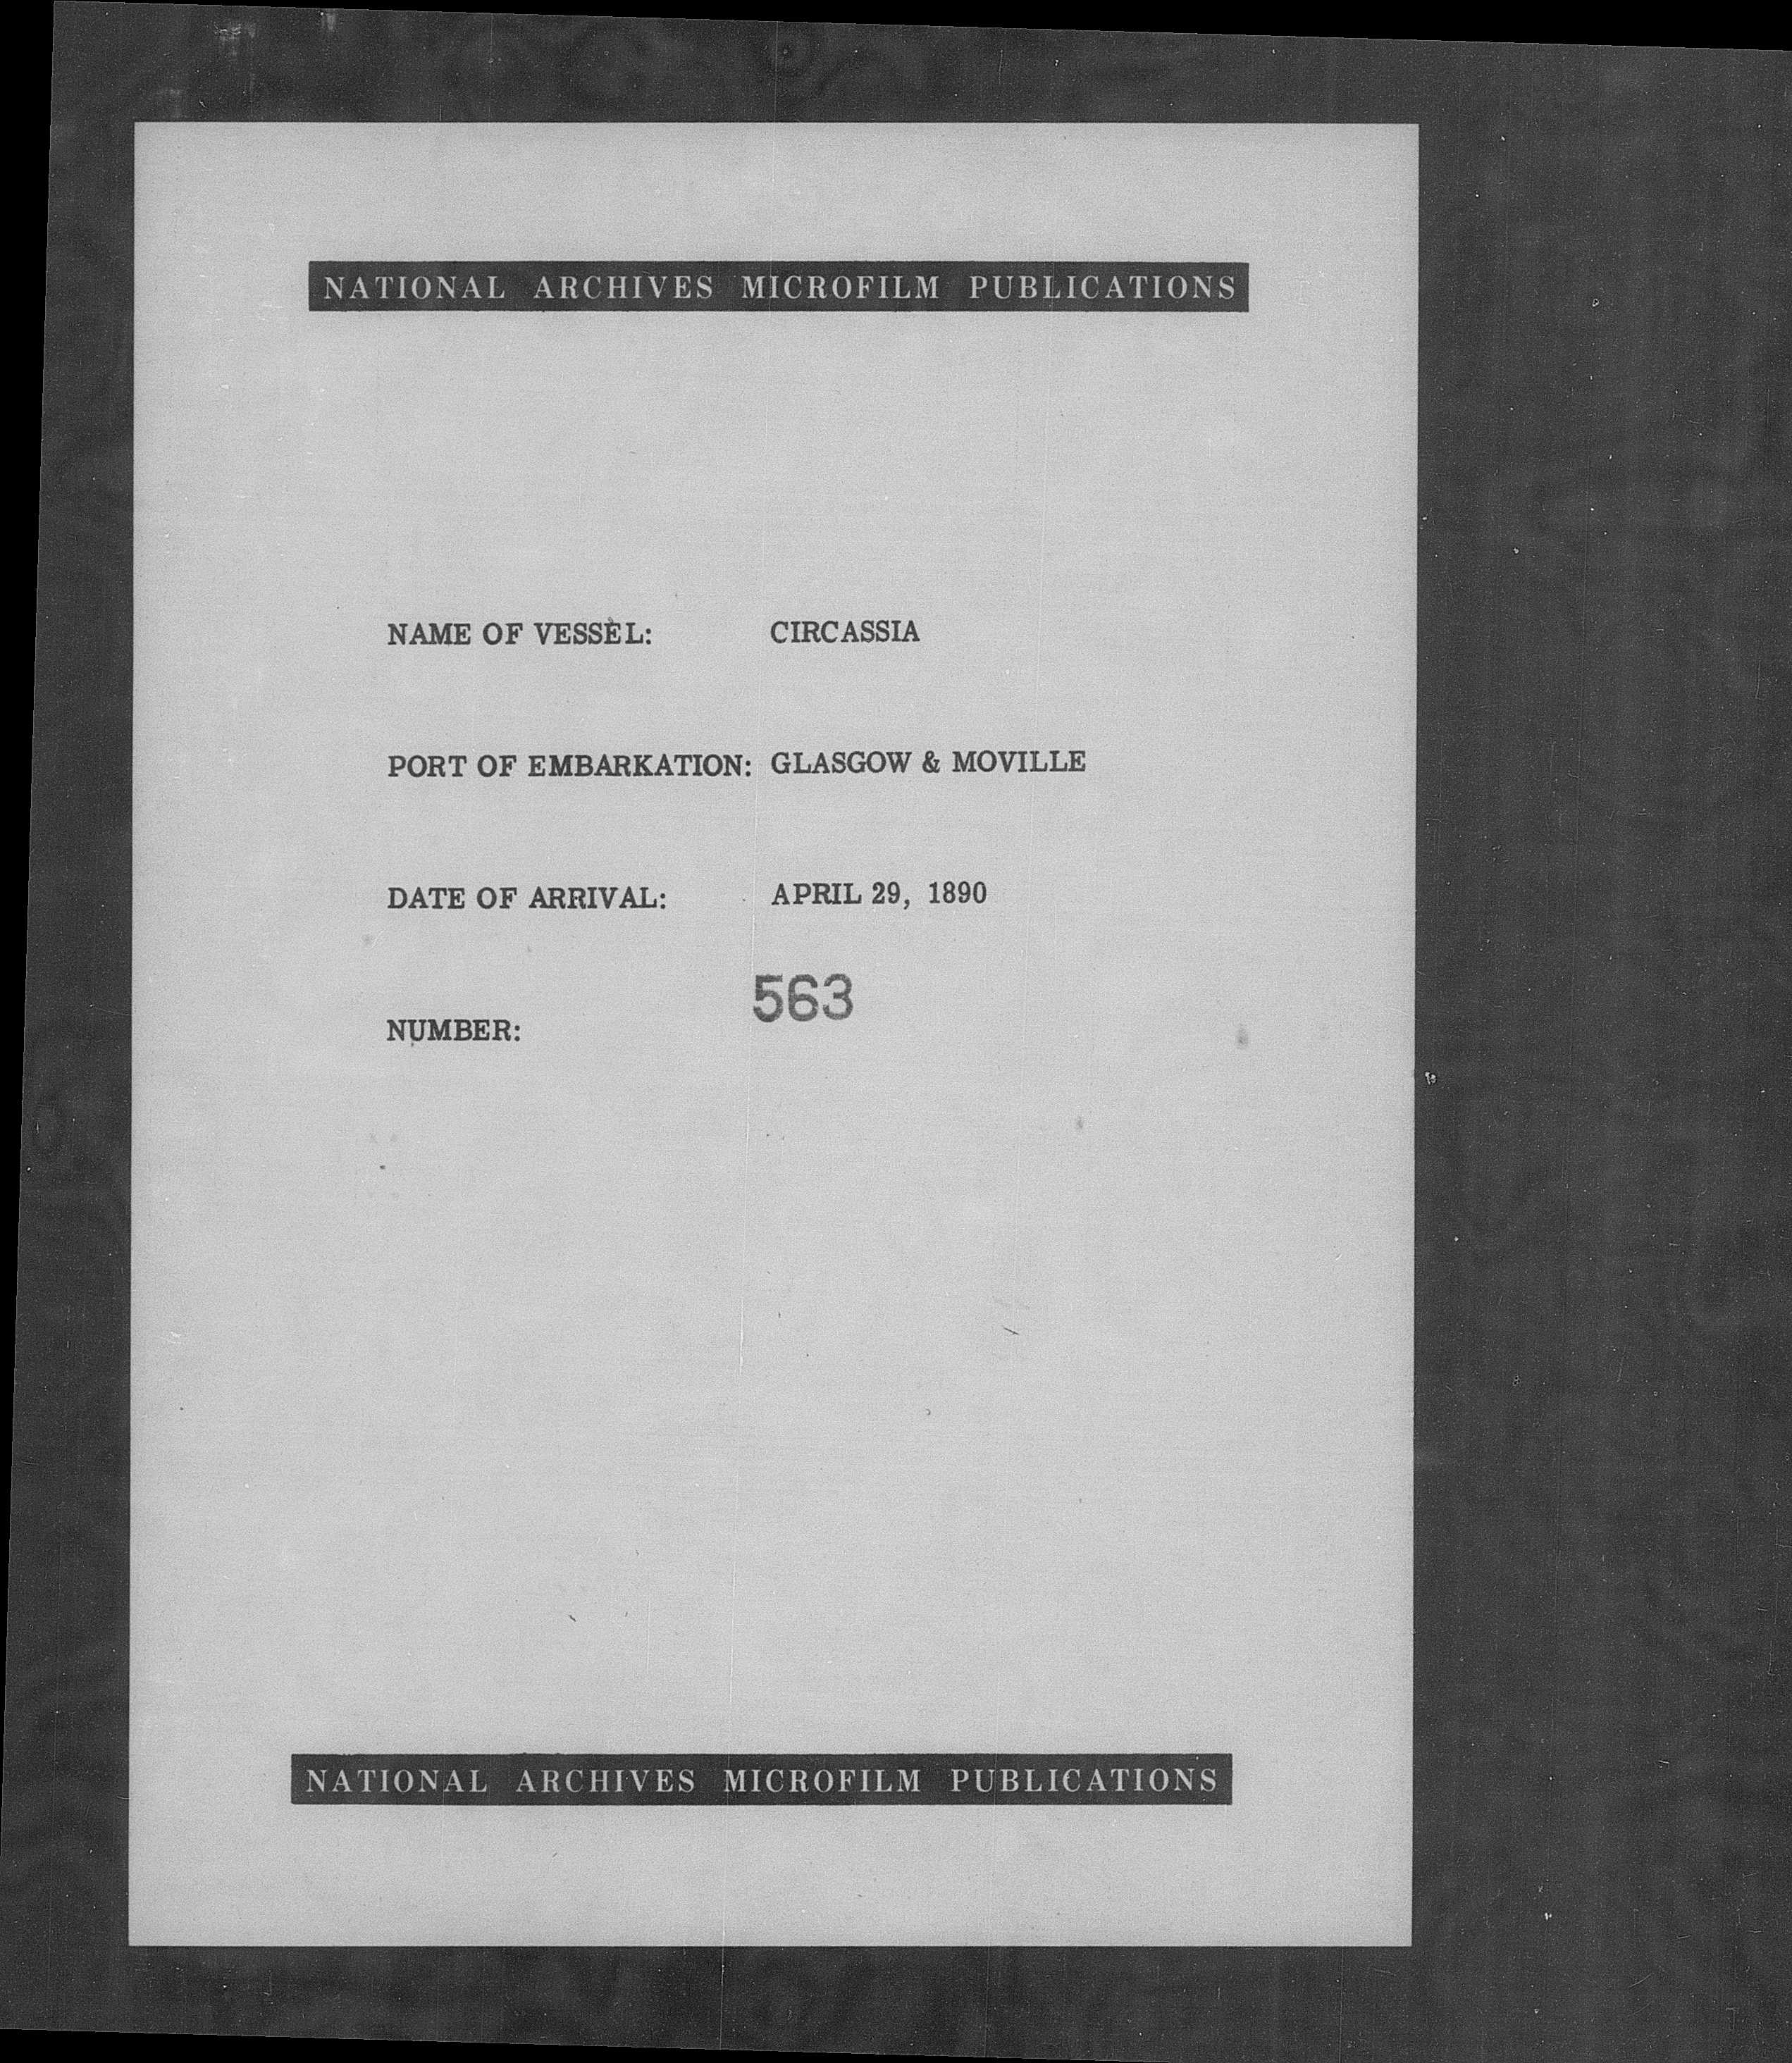 NATIONAL ARCHIVES MICROFILM PUBLICATIONS
NAME OF VESSEL: CIRCASSIA
PORT OF EMBARKATION: GLASGOW & MOVILLE
DATE OF ARRIVAL: APRIL 29, 1890
NUMBER: 563
NATIONAL ARCHIVES MICROFILM PUBLICATIONS